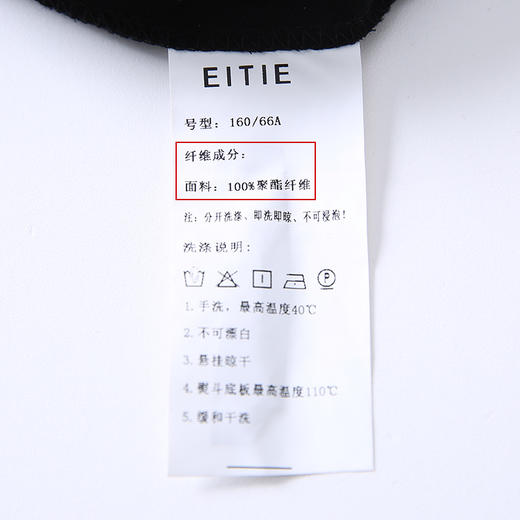 EITIE
号型: 160/66A
纤维成分:
面料: 100%聚酯纤维
注: 分开洗涤、即洗即晾、不可浸泡!
洗涤说明:
P
1. 手洗, 最高温度40℃
2. 不可漂白
3. 悬挂晾干
4. 熨斗底板最高温度110℃
5. 缓和干洗